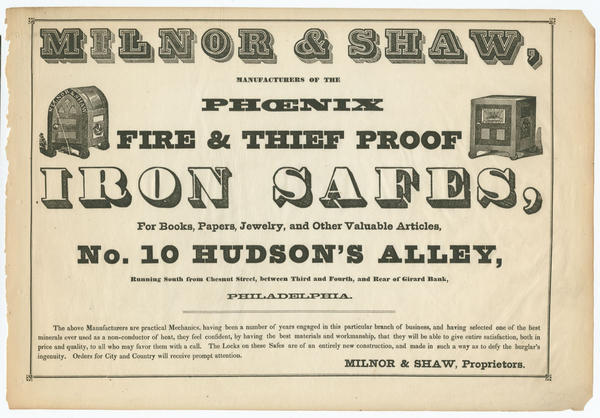 MILNOR & SHAW,
MANUFACTURERS OF THE
PHŒNIX
FIRE & THIEF PROOF
IRON SAFES,
For Books, Papers, Jewelry, and Other Valuable Articles,
No. 10 HUDSON'S ALLEY,
Running South from Chesnut Street, between Third and Fourth, and Rear of Girard Bank,
PHILADELPHIA.
The above Manufacturers are practical Mechanics, having been a number of years engaged in this particular branch of business, and having selected one of the best
minerals ever used as a non-conductor of heat, they feel confident, by having the best materials and workmanship, that they will be able to give entire satisfaction, both in
price and quality, to all who may favor them with a call. The Locks on these Safes are of an entirely new construction, and made in such a way as to defy the burglar's
ingenuity. Orders for City and Country will receive prompt attention.
MILNOR & SHAW, Proprietors.